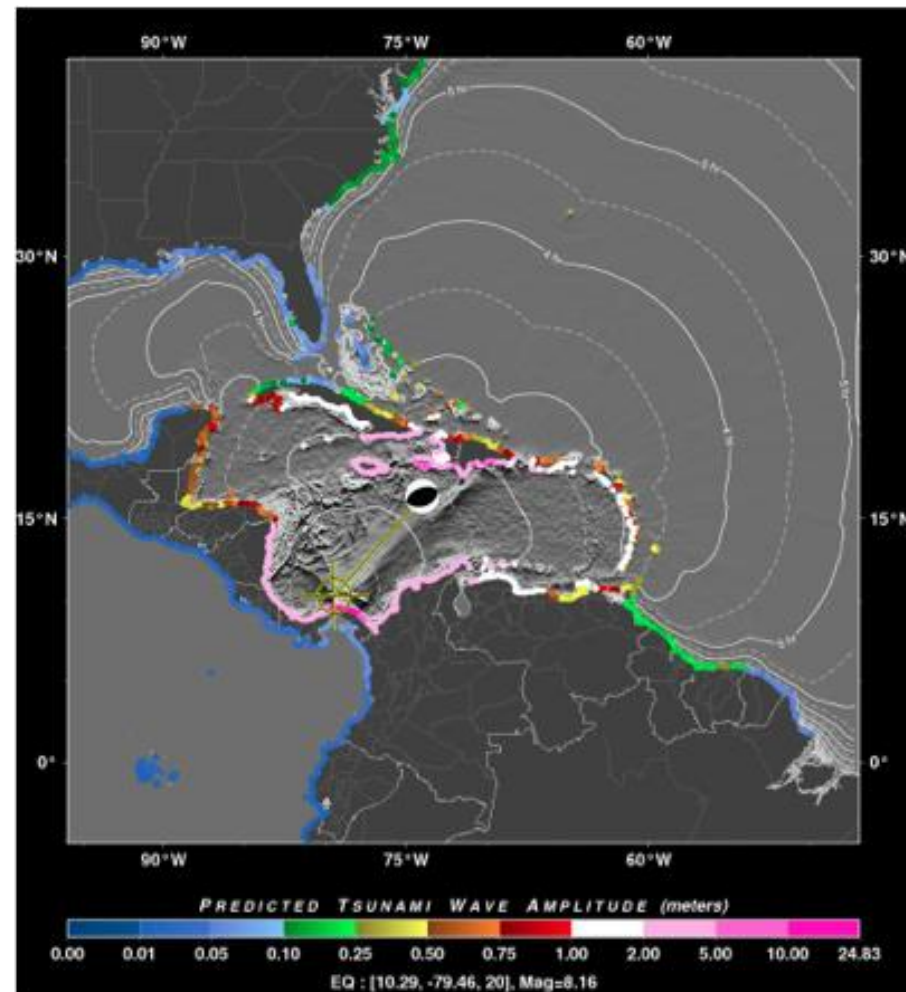 90°W 75°W 60°W
30°N 30°N
15°N 15°N
0° 0°
90°W 75°W 60°W
PREDICTED TSUNAMI WAVE AMPLITUDE (meters)
0.00 0.01 0.05 0.10 0.25 0.50 0.75 1.00 2.00 5.00 10.00 24.83
EQ : [10.29, -79.46, 20], Mag=8.16